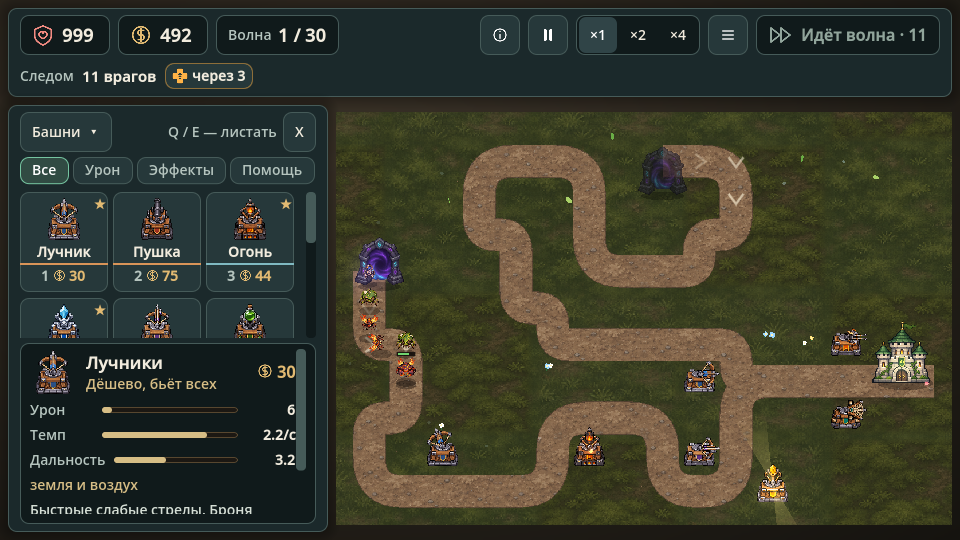 999
492
Волна 1 / 30
×1 ×2 ×4
Идёт волна · 11
Следом 11 врагов через 3
Башни
Q / E — листать X
Все Урон Эффекты Помощь
Лучник Пушка Огонь
1 30 2 75 3 44
Лучники
Дёшево, бьёт всех
30
Урон 6
Темп 2.2/с
Дальность 3.2
земля и воздух
Быстрые слабые стрелы. Броня